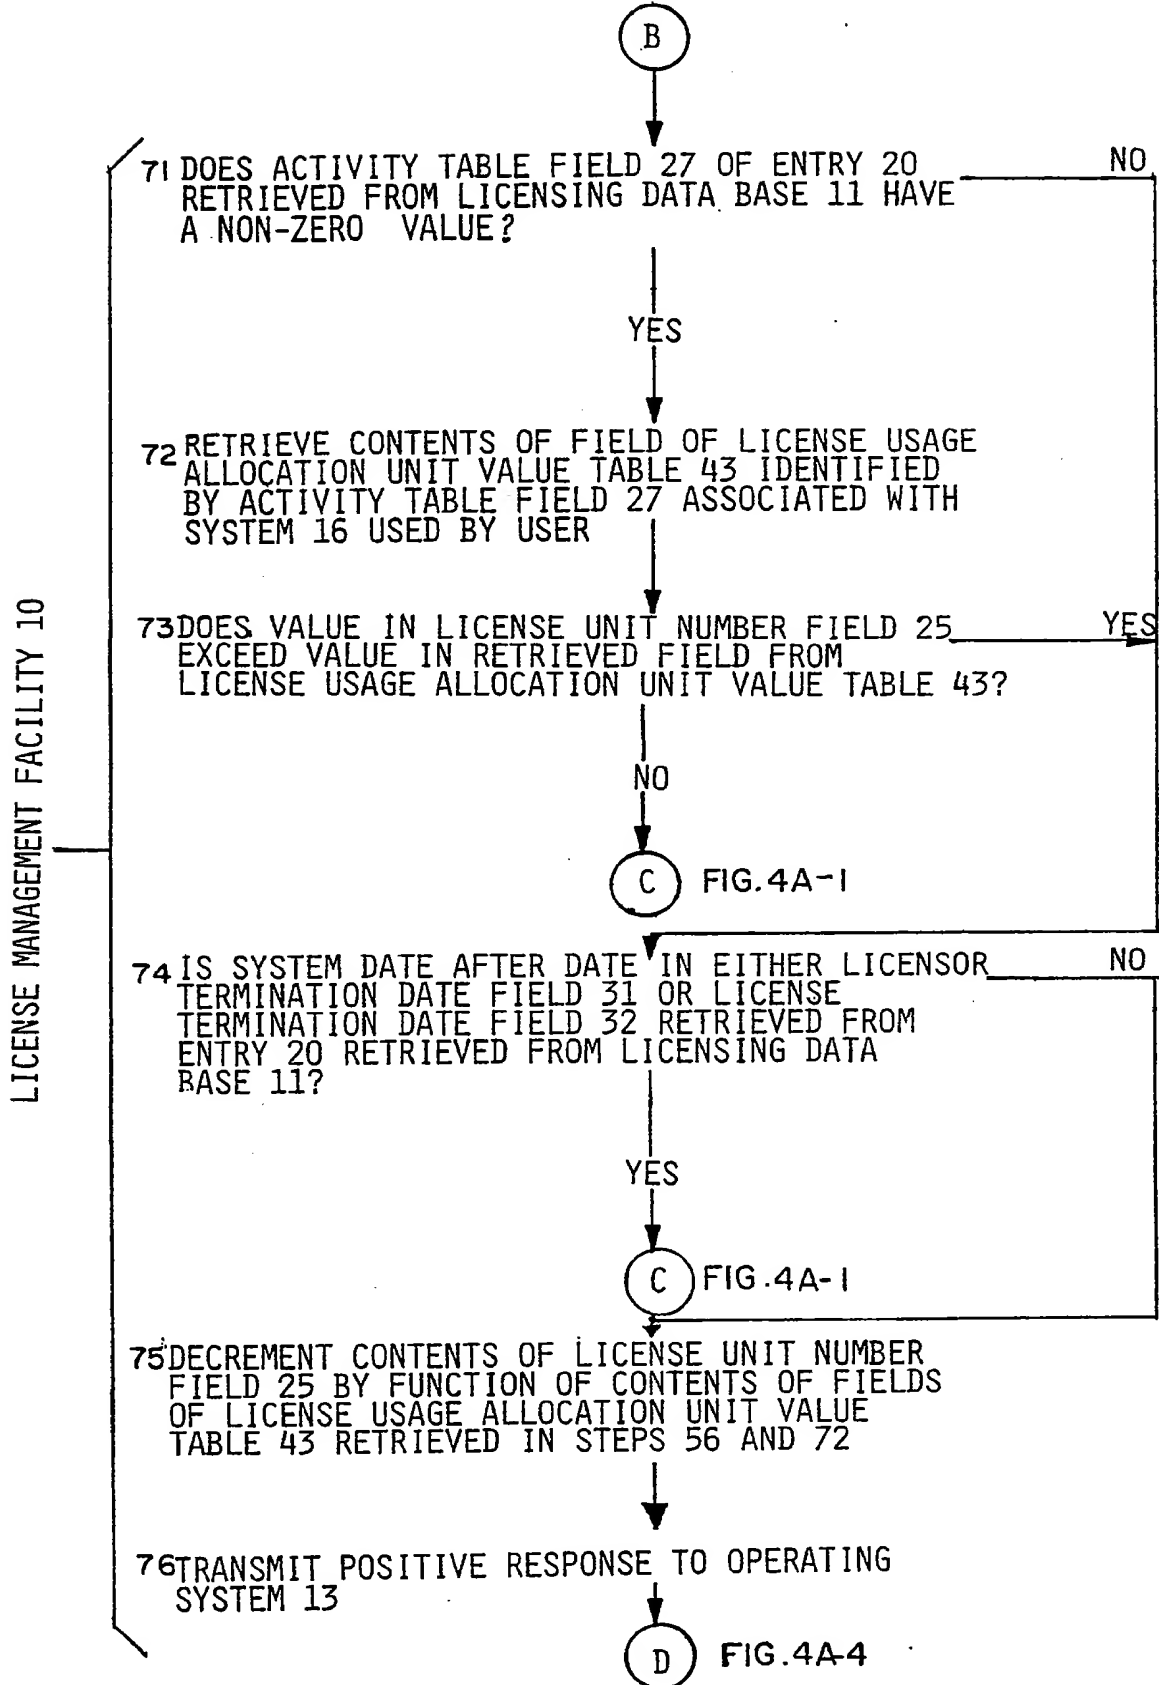 B
71 DOES ACTIVITY TABLE FIELD 27 OF ENTRY 20 NO
RETRIEVED FROM LICENSING DATA BASE 11 HAVE
A NON-ZERO VALUE?
YES
72 RETRIEVE CONTENTS OF FIELD OF LICENSE USAGE
ALLOCATION UNIT VALUE TABLE 43 IDENTIFIED
BY ACTIVITY TABLE FIELD 27 ASSOCIATED WITH
SYSTEM 16 USED BY USER
73 DOES VALUE IN LICENSE UNIT NUMBER FIELD 25 YES
EXCEED VALUE IN RETRIEVED FIELD FROM
LICENSE USAGE ALLOCATION UNIT VALUE TABLE 43?
NO
C FIG.4A-1
74 IS SYSTEM DATE AFTER DATE IN EITHER LICENSOR NO
TERMINATION DATE FIELD 31 OR LICENSE
TERMINATION DATE FIELD 32 RETRIEVED FROM
ENTRY 20 RETRIEVED FROM LICENSING DATA
BASE 11?
YES
C FIG.4A-1
75 DECREMENT CONTENTS OF LICENSE UNIT NUMBER
FIELD 25 BY FUNCTION OF CONTENTS OF FIELDS
OF LICENSE USAGE ALLOCATION UNIT VALUE
TABLE 43 RETRIEVED IN STEPS 56 AND 72
76 TRANSMIT POSITIVE RESPONSE TO OPERATING
SYSTEM 13
D FIG.4A-4
LICENSE MANAGEMENT FACILITY 10